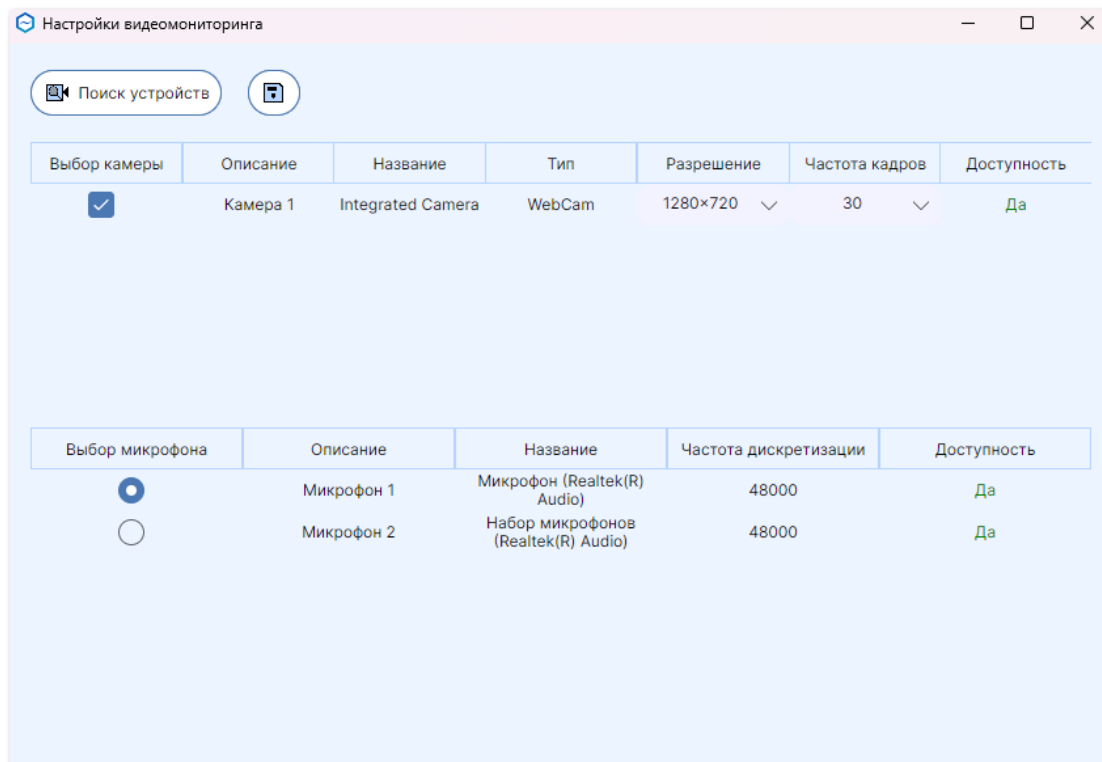 Настройки видеомониторинга
Поиск устройств
Выбор камеры Описание Название Тип Разрешение Частота кадров Доступность
Камера 1 Integrated Camera WebCam 1280×720 30 Да
Выбор микрофона Описание Название Частота дискретизации Доступность
Микрофон 1 Микрофон (Realtek(R) Audio) 48000 Да
Микрофон 2 Набор микрофонов (Realtek(R) Audio) 48000 Да